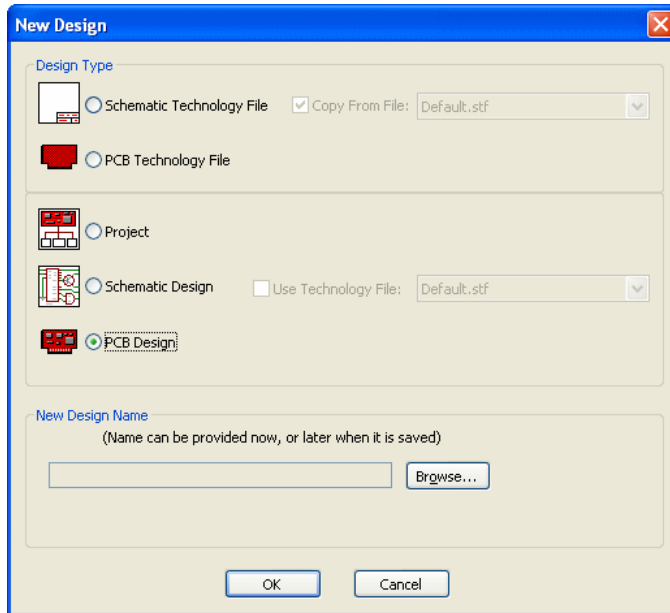 New Design
Design Type
Schematic Technology File Copy From File: Default.stf
PCB Technology File
Project
Schematic Design Use Technology File: Default.stf
PCB Design
New Design Name
(Name can be provided now, or later when it is saved)
Browse...
OK Cancel